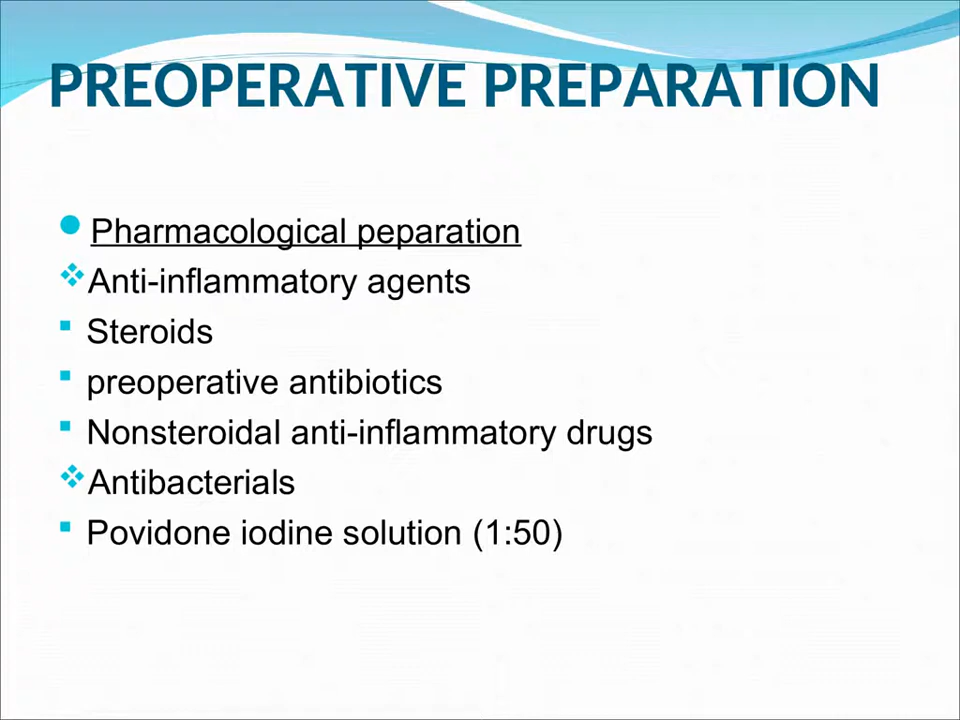 PREOPERATIVE PREPARATION
Pharmacological peparation
Anti-inflammatory agents
Steroids
preoperative antibiotics
Nonsteroidal anti-inflammatory drugs
Antibacterials
Povidone iodine solution (1:50)